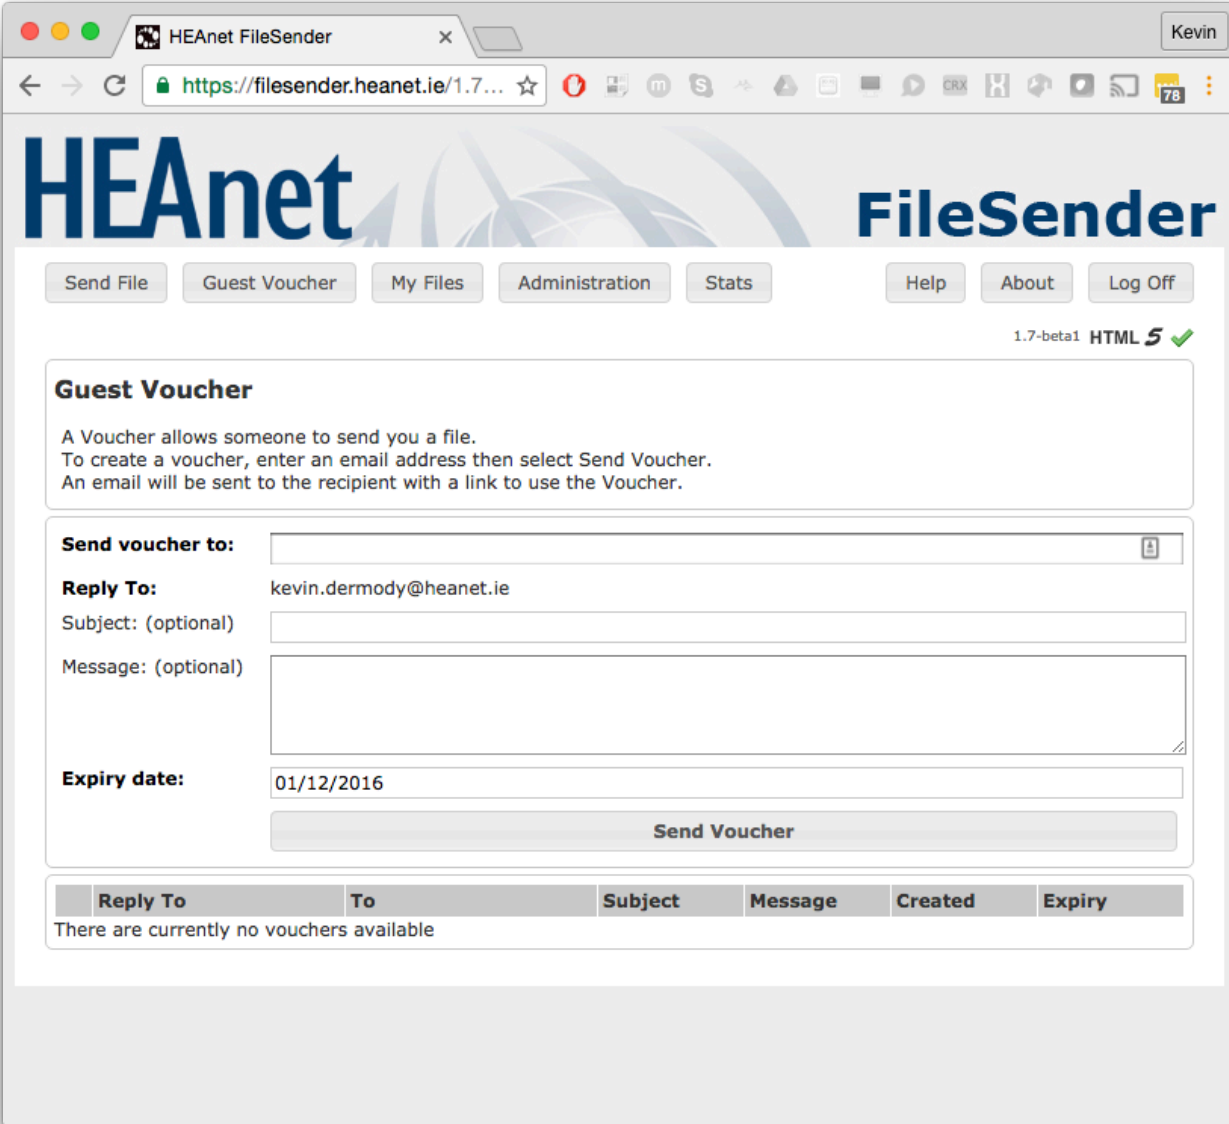 HEAnet FileSender
Kevin
https://filesender.heanet.ie/1.7...
CRX
78
HEAnet
FileSender
Send File Guest Voucher My Files Administration Stats Help About Log Off
1.7-beta1 HTML 5
Guest Voucher
A Voucher allows someone to send you a file.
To create a voucher, enter an email address then select Send Voucher.
An email will be sent to the recipient with a link to use the Voucher.
Send voucher to:
Reply To: kevin.dermody@heanet.ie
Subject: (optional)
Message: (optional)
Expiry date: 01/12/2016
Send Voucher
Reply To To Subject Message Created Expiry
There are currently no vouchers available